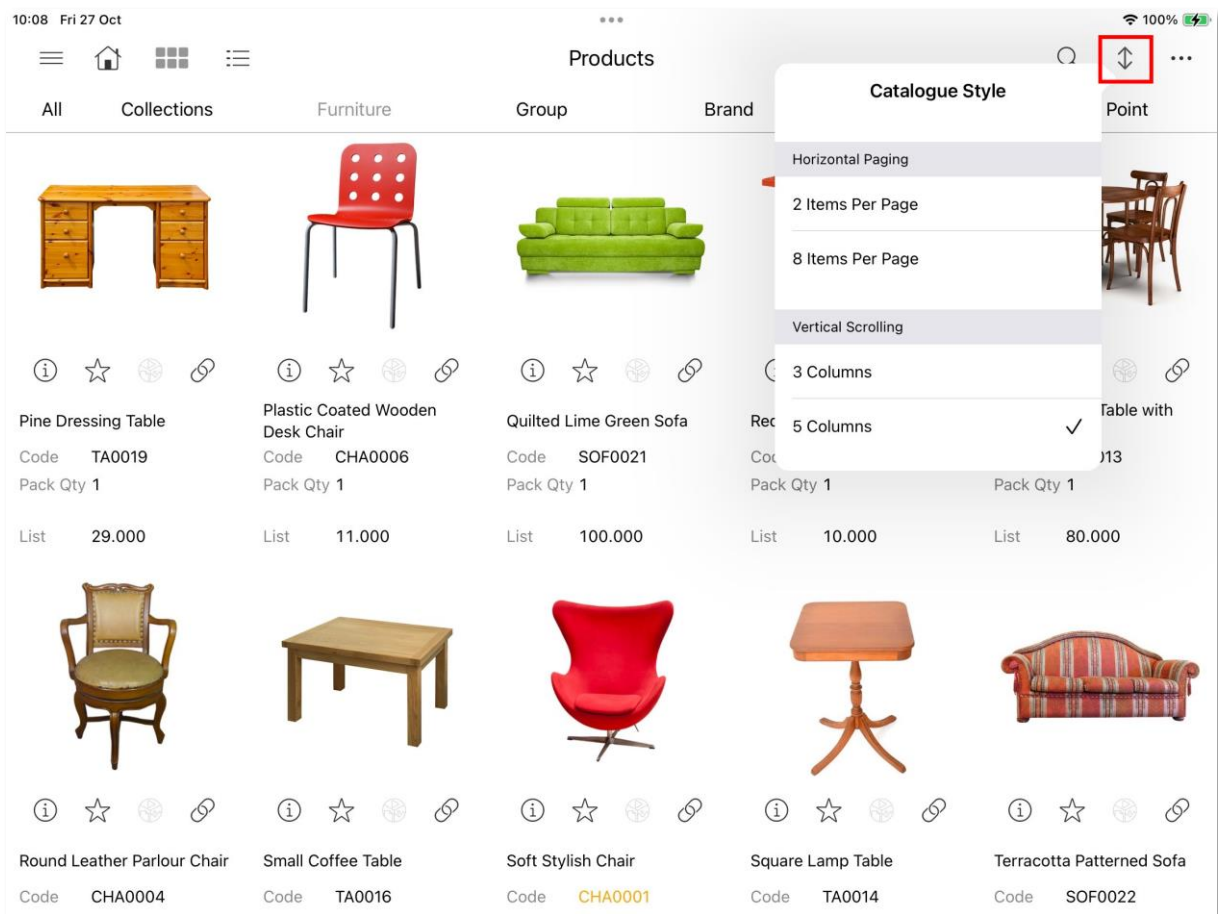 10:08 Fri 27 Oct
100%
Products
Catalogue Style
All Collections Furniture Group Brand Point
Horizontal Paging
2 Items Per Page
8 Items Per Page
Vertical Scrolling
3 Columns
5 Columns
Pine Dressing Table
Code TA0019
Pack Qty 1
List 29.000
Plastic Coated Wooden
Desk Chair
Code CHA0006
Pack Qty 1
List 11.000
Quilted Lime Green Sofa
Code SOF0021
Pack Qty 1
List 100.000
Pack Qty 1
List 10.000
Table with
Pack Qty 1
List 80.000
Round Leather Parlour Chair
Code CHA0004
Small Coffee Table
Code TA0016
Soft Stylish Chair
Code CHA0001
Square Lamp Table
Code TA0014
Terracotta Patterned Sofa
Code SOF0022